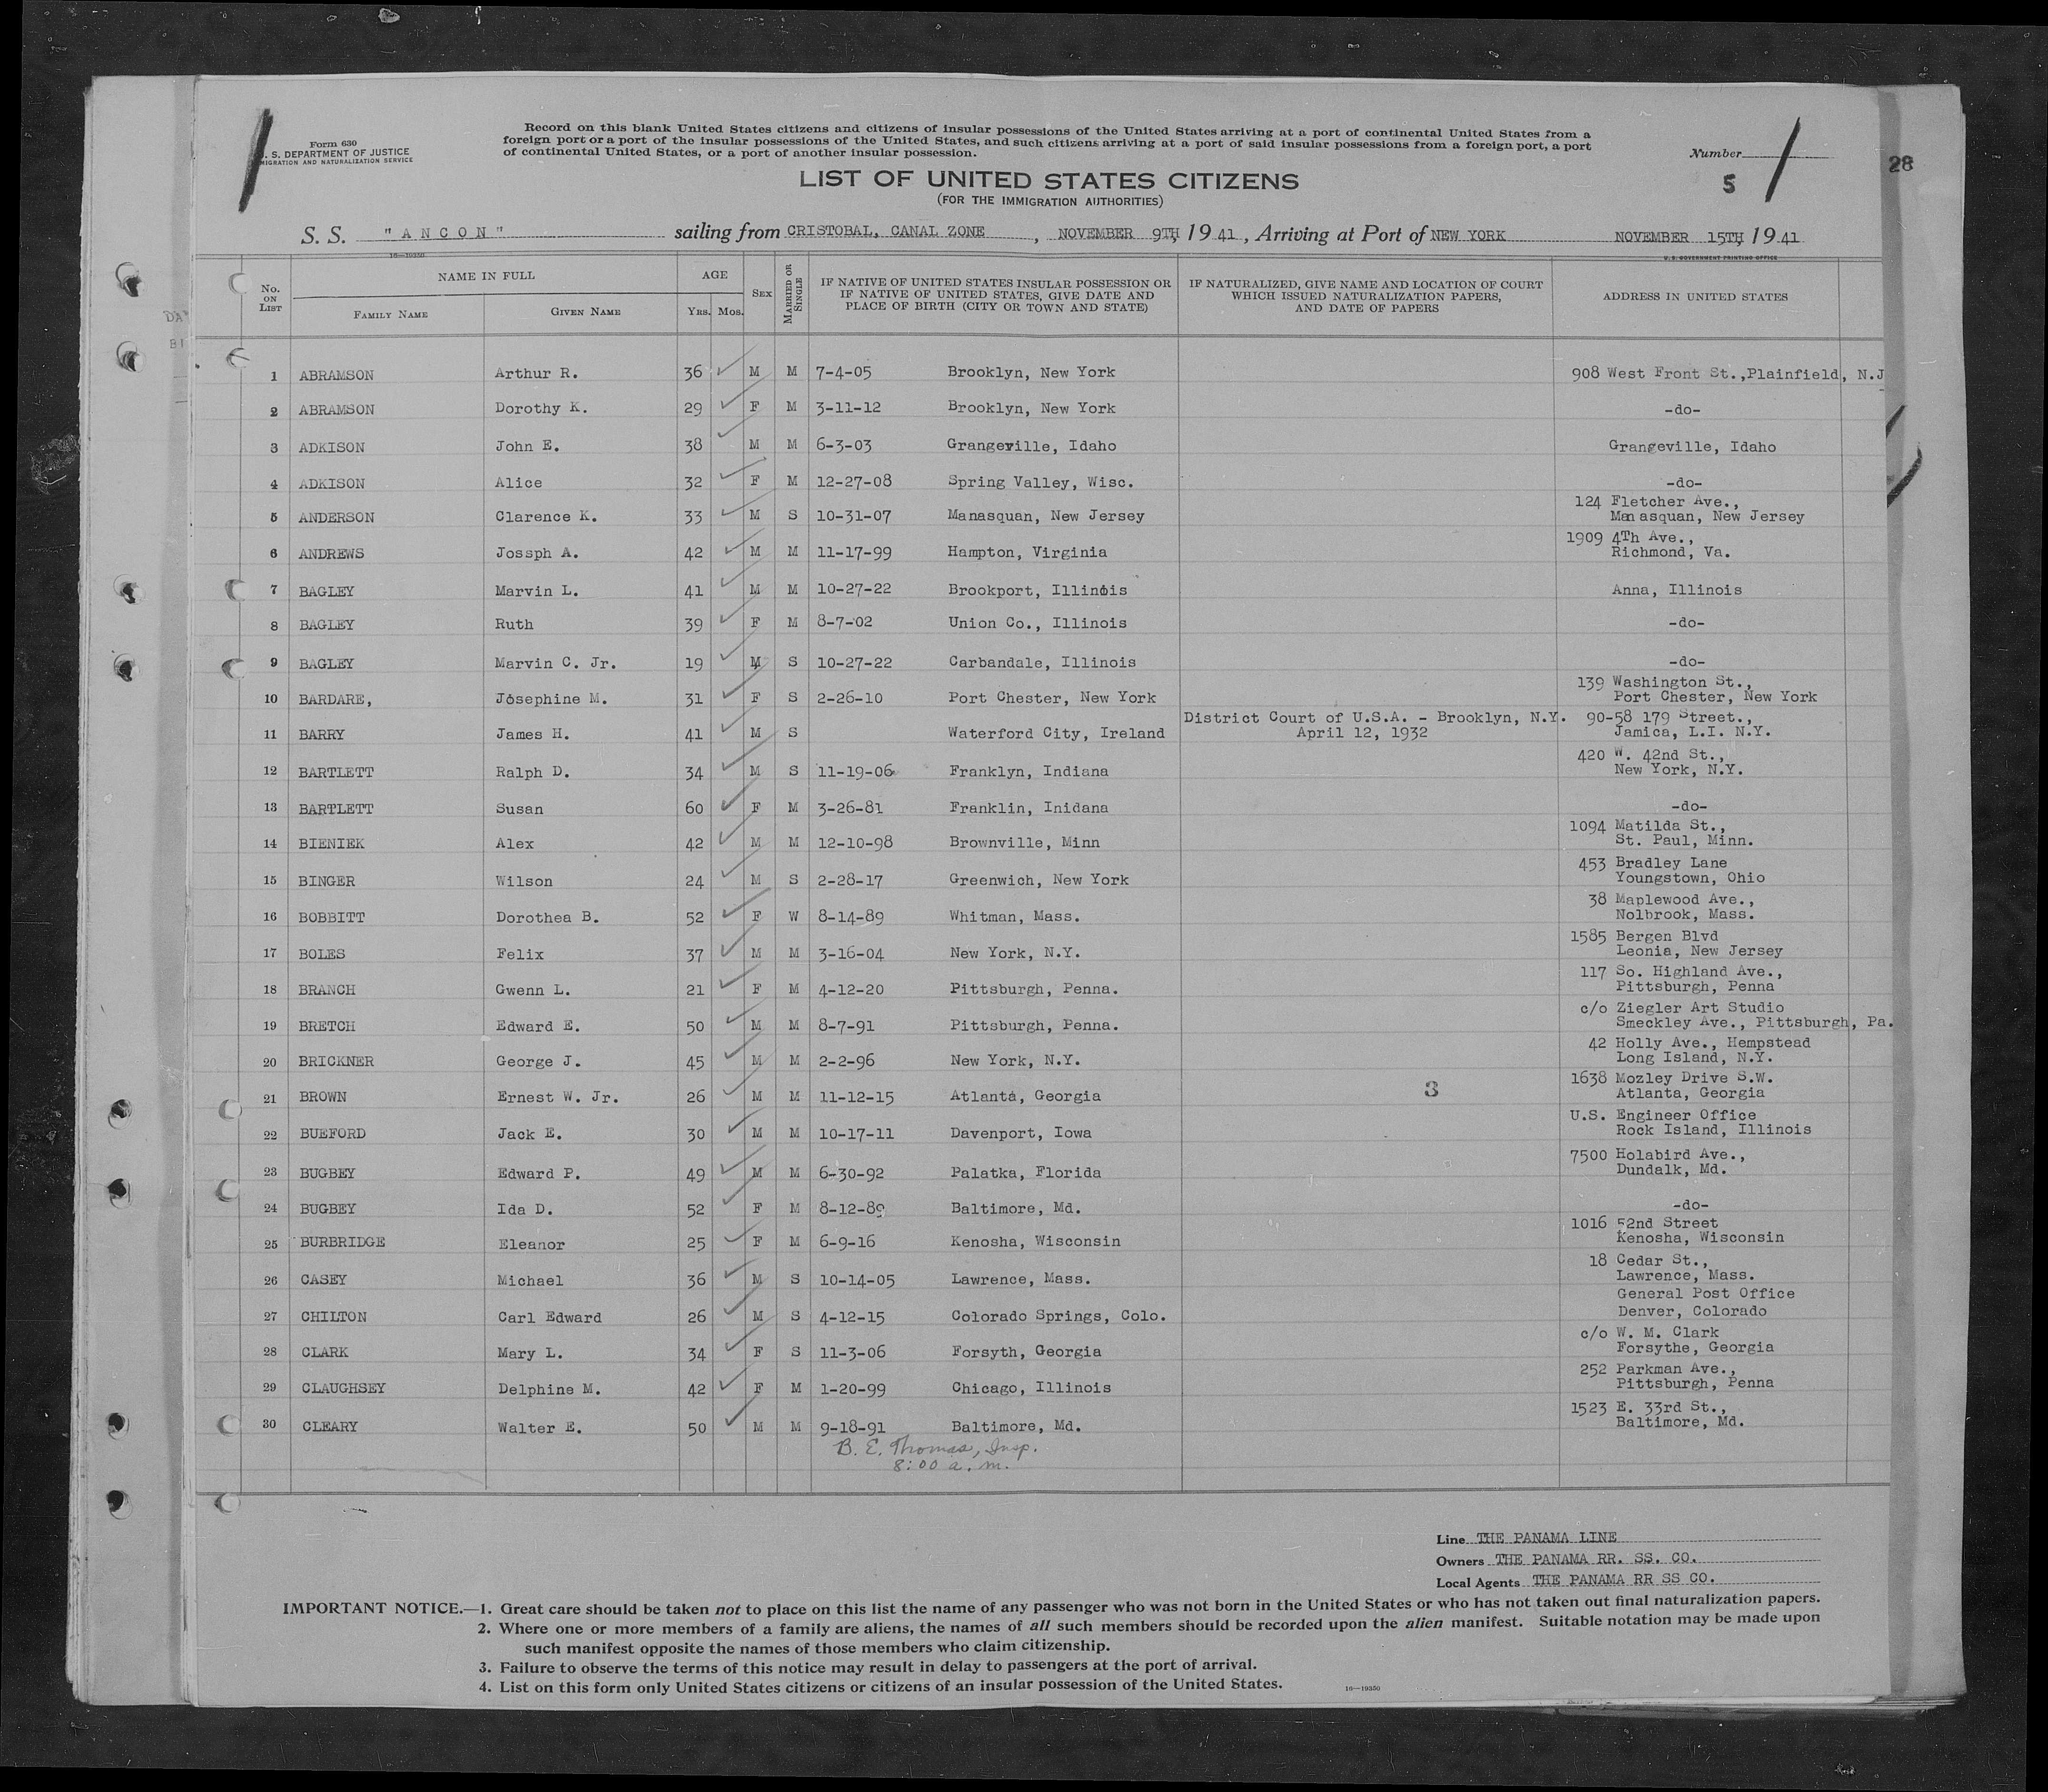 Record on this blank United States citizens and citizens of insular possessions of the United States arriving at a port of continental United States from a
foreign port or a port of the insular possessions of the United States, and such citizens arriving at a port of said insular possessions from a foreign port, a port
of continental United States, or a port of another insular possession.
Form 630
. S. DEPARTMENT OF JUSTICE
MIGRATION AND NATURALIZATION SERVICE
Number
5
28
LIST OF UNITED STATES CITIZENS
(FOR THE IMMIGRATION AUTHORITIES)
S. S. "ANCON" sailing from CRISTOBAL, CANAL ZONE, NOVEMBER 9TH, 1941, Arriving at Port of NEW YORK NOVEMBER 15TH, 1941
16—19350
U. S. GOVERNMENT PRINTING OFFICE
No. ON LIST NAME IN FULL FAMILY NAME GIVEN NAME AGE YRS. MOS. SEX MARRIED OR SINGLE IF NATIVE OF UNITED STATES INSULAR POSSESSION OR IF NATIVE OF UNITED STATES, GIVE DATE AND PLACE OF BIRTH (CITY OR TOWN AND STATE) IF NATURALIZED, GIVE NAME AND LOCATION OF COURT WHICH ISSUED NATURALIZATION PAPERS, AND DATE OF PAPERS ADDRESS IN UNITED STATES
1 ABRAMSON Arthur R. 36 M M 7-4-05 Brooklyn, New York 908 West Front St.,Plainfield, N.J
2 ABRAMSON Dorothy K. 29 F M 3-11-12 Brooklyn, New York -do-
3 ADKISON John E. 38 M M 6-3-03 Grangeville, Idaho Grangeville, Idaho
4 ADKISON Alice 32 F M 12-27-08 Spring Valley, Wisc. -do-
124 Fletcher Ave.,
5 ANDERSON Clarence K. 33 M S 10-31-07 Manasquan, New Jersey Manasquan, New Jersey
1909 4Th Ave.,
6 ANDREWS Jossph A. 42 M M 11-17-99 Hampton, Virginia Richmond, Va.
7 BAGLEY Marvin L. 41 M M 10-27-22 Brookport, Illinois Anna, Illinois
8 BAGLEY Ruth 39 F M 8-7-02 Union Co., Illinois -do-
9 BAGLEY Marvin C. Jr. 19 M S 10-27-22 Carbandale, Illinois -do-
139 Washington St.,
10 BARDARE, Josephine M. 31 F S 2-26-10 Port Chester, New York Port Chester, New York
District Court of U.S.A. - Brooklyn, N.Y. 90-58 179 Street.,
11 BARRY James H. 41 M S Waterford City, Ireland April 12, 1932 Jamica, L.I. N.Y.
420 W. 42nd St.,
12 BARTLETT Ralph D. 34 M S 11-19-06 Franklyn, Indiana New York, N.Y.
13 BARTLETT Susan 60 F M 3-26-81 Franklin, Inidana -do-
1094 Matilda St.,
14 BIENIEK Alex 42 M M 12-10-98 Brownville, Minn St. Paul, Minn.
453 Bradley Lane
15 BINGER Wilson 24 M S 2-28-17 Greenwich, New York Youngstown, Ohio
38 Maplewood Ave.,
16 BOBBITT Dorothea B. 52 F W 8-14-89 Whitman, Mass. Nolbrook, Mass.
1585 Bergen Blvd
17 BOLES Felix 37 M M 3-16-04 New York, N.Y. Leonia, New Jersey
117 So. Highland Ave.,
18 BRANCH Gwenn L. 21 F M 4-12-20 Pittsburgh, Penna. Pittsburgh, Penna
c/o Ziegler Art Studio
19 BRETCH Edward E. 50 M M 8-7-91 Pittsburgh, Penna. Smeckley Ave., Pittsburgh, Pa.
42 Holly Ave., Hempstead
20 BRICKNER George J. 45 M M 2-2-96 New York, N.Y. Long Island, N.Y.
3 1638 Mozley Drive S.W.
21 BROWN Ernest W. Jr. 26 M M 11-12-15 Atlanta, Georgia Atlanta, Georgia
U.S. Engineer Office
22 BUEFORD Jack E. 30 M M 10-17-11 Davenport, Iowa Rock Island, Illinois
7500 Holabird Ave.,
23 BUGBEY Edward P. 49 M M 6-30-92 Palatka, Florida Dundalk, Md.
24 BUGBEY Ida D. 52 F M 8-12-89 Baltimore, Md. -do-
1016 52nd Street
25 BURBRIDGE Eleanor 25 F M 6-9-16 Kenosha, Wisconsin Kenosha, Wisconsin
18 Cedar St.,
26 CASEY Michael 36 M S 10-14-05 Lawrence, Mass. Lawrence, Mass.
General Post Office
27 CHILTON Carl Edward 26 M S 4-12-15 Colorado Springs, Colo. Denver, Colorado
c/o W. M. Clark
28 CLARK Mary L. 34 F S 11-3-06 Forsyth, Georgia Forsythe, Georgia
252 Parkman Ave.,
29 CLAUGHSEY Delphine M. 42 F M 1-20-99 Chicago, Illinois Pittsburgh, Penna
1523 E. 33rd St.,
30 CLEARY Walter E. 50 M M 9-18-91 Baltimore, Md. Baltimore, Md.
B. E. Thomas, Insp.
8:00 a. m.
Line THE PANAMA LINE
Owners THE PANAMA RR. SS. CO.
Local Agents THE PANAMA RR SS CO.
IMPORTANT NOTICE.—1. Great care should be taken not to place on this list the name of any passenger who was not born in the United States or who has not taken out final naturalization papers.
2. Where one or more members of a family are aliens, the names of all such members should be recorded upon the alien manifest. Suitable notation may be made upon
such manifest opposite the names of those members who claim citizenship.
3. Failure to observe the terms of this notice may result in delay to passengers at the port of arrival.
4. List on this form only United States citizens or citizens of an insular possession of the United States.
16—19350